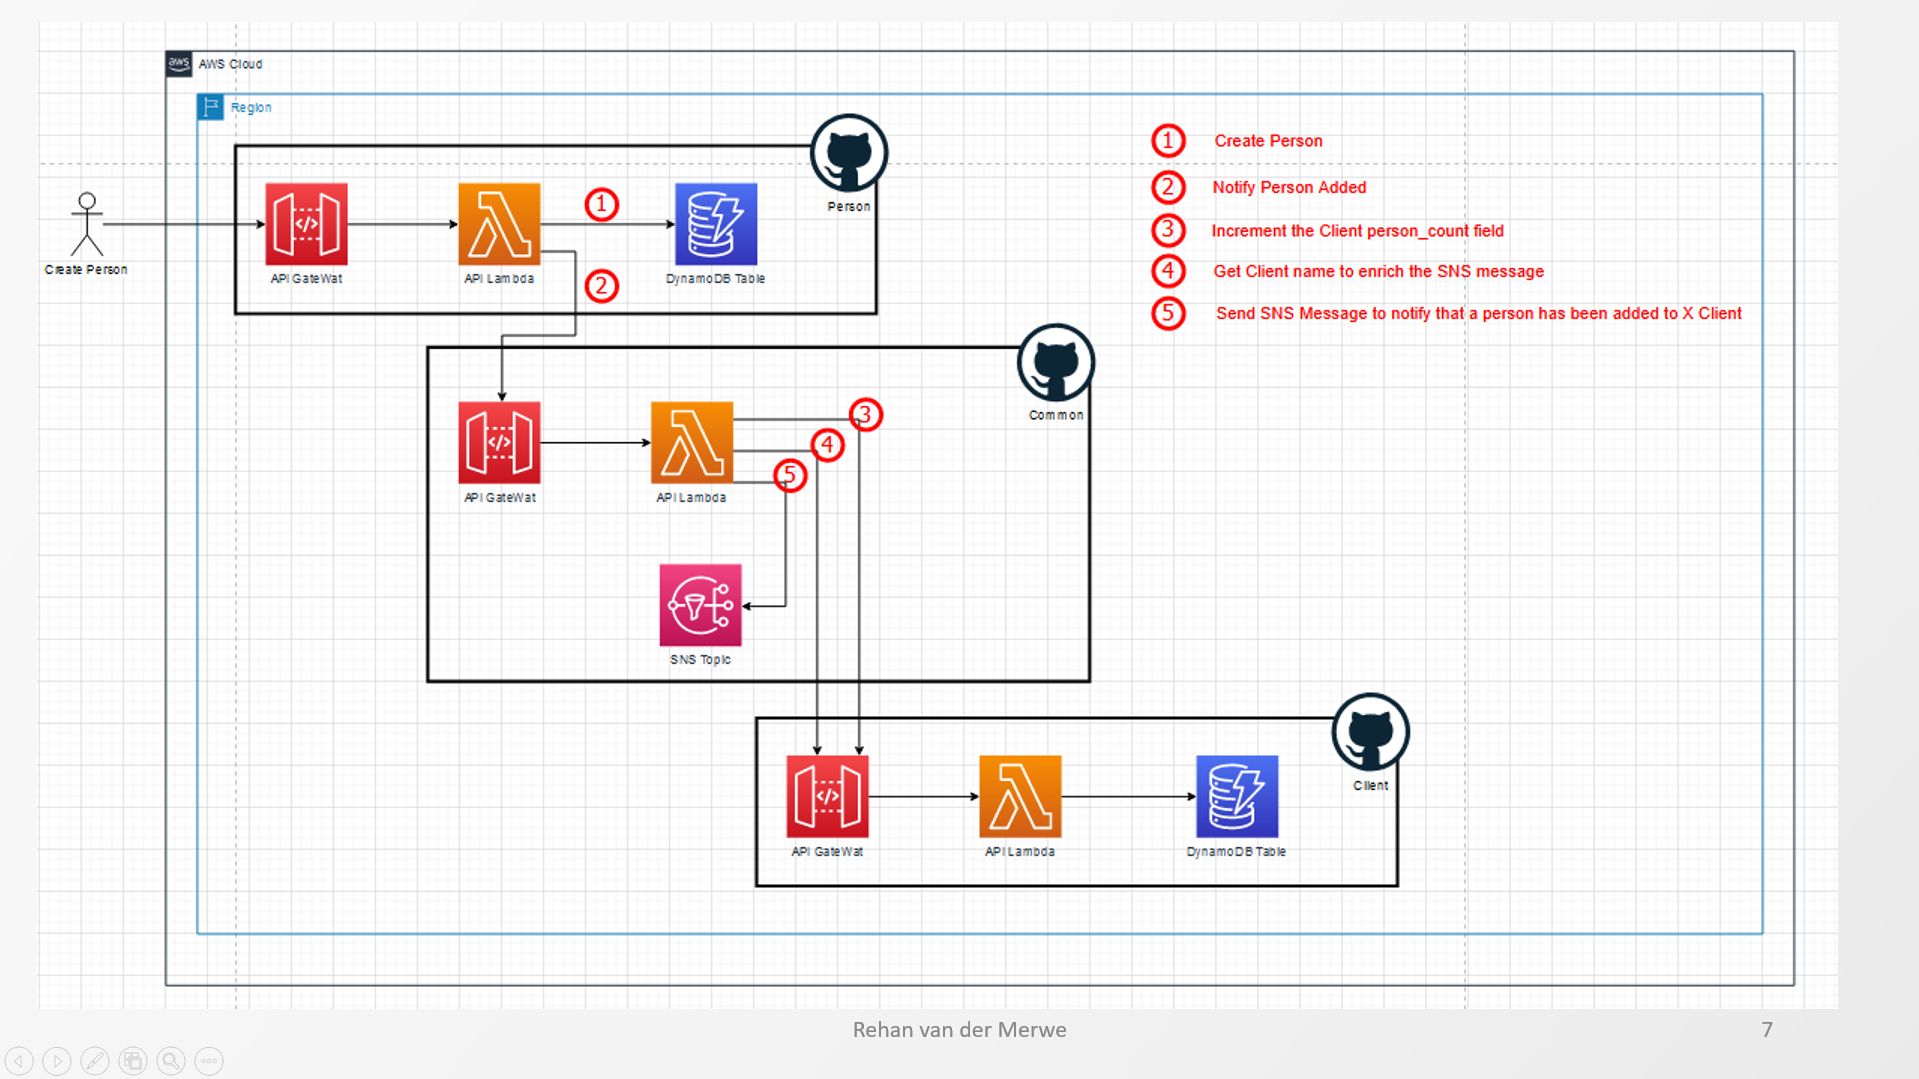 aws AWS Cloud
Region
Person
Create Person
API GateWat
API Lambda
DynamoDB Table
1
2
1 Create Person
2 Notify Person Added
3 Increment the Client person_count field
4 Get Client name to enrich the SNS message
5 Send SNS Message to notify that a person has been added to X Client
Common
3
4
5
API GateWat
API Lambda
SNS Topic
Client
API GateWat
API Lambda
DynamoDB Table
Rehan van der Merwe
7